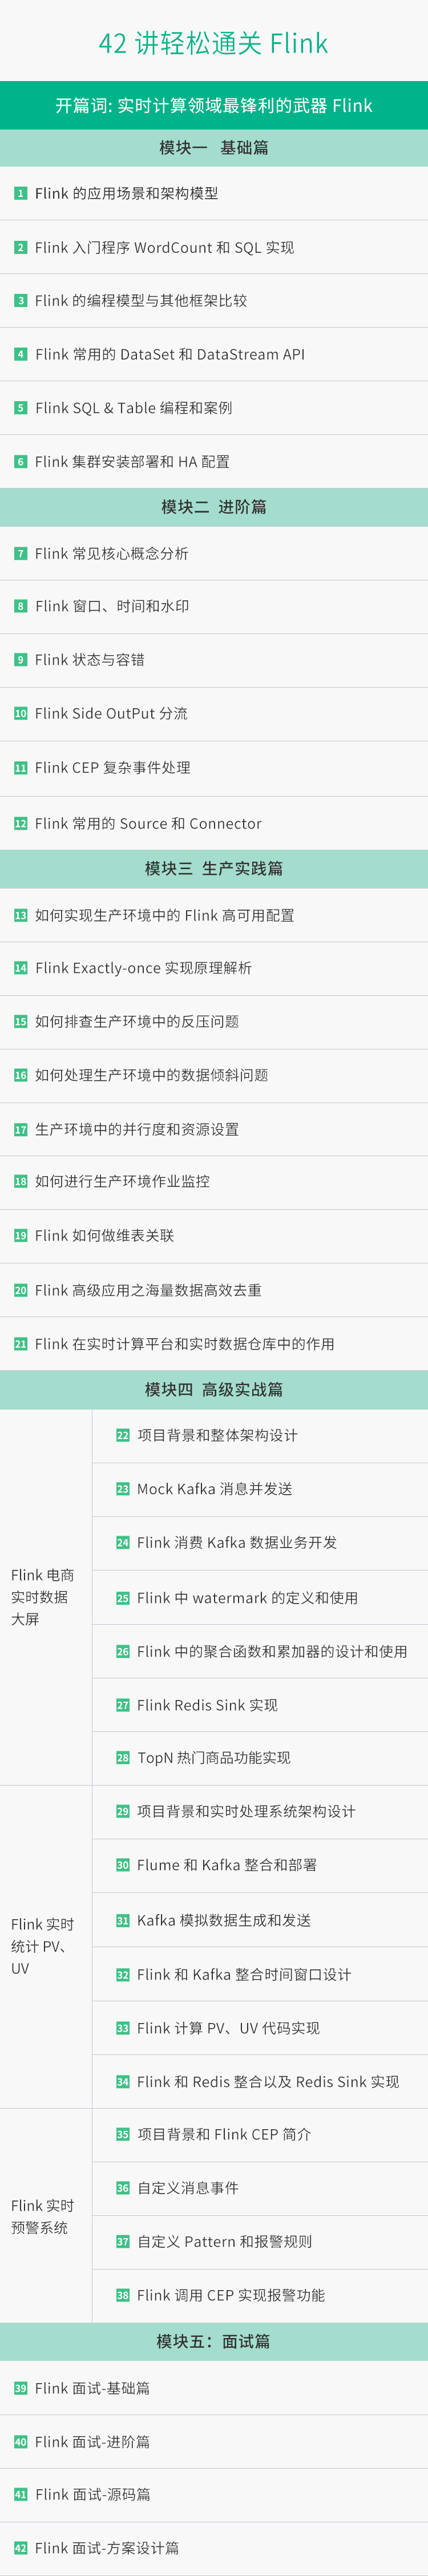 42 讲轻松通关 Flink
开篇词: 实时计算领域最锋利的武器 Flink
模块一 基础篇
1 Flink 的应用场景和架构模型
2 Flink 入门程序 WordCount 和 SQL 实现
3 Flink 的编程模型与其他框架比较
4 Flink 常用的 DataSet 和 DataStream API
5 Flink SQL & Table 编程和案例
6 Flink 集群安装部署和 HA 配置
模块二 进阶篇
7 Flink 常见核心概念分析
8 Flink 窗口、时间和水印
9 Flink 状态与容错
10 Flink Side OutPut 分流
11 Flink CEP 复杂事件处理
12 Flink 常用的 Source 和 Connector
模块三 生产实践篇
13 如何实现生产环境中的 Flink 高可用配置
14 Flink Exactly-once 实现原理解析
15 如何排查生产环境中的反压问题
16 如何处理生产环境中的数据倾斜问题
17 生产环境中的并行度和资源设置
18 如何进行生产环境作业监控
19 Flink 如何做维表关联
20 Flink 高级应用之海量数据高效去重
21 Flink 在实时计算平台和实时数据仓库中的作用
模块四 高级实战篇
Flink 电商
实时数据
大屏
22 项目背景和整体架构设计
23 Mock Kafka 消息并发送
24 Flink 消费 Kafka 数据业务开发
25 Flink 中 watermark 的定义和使用
26 Flink 中的聚合函数和累加器的设计和使用
27 Flink Redis Sink 实现
28 TopN 热门商品功能实现
Flink 实时
统计 PV、
UV
29 项目背景和实时处理系统架构设计
30 Flume 和 Kafka 整合和部署
31 Kafka 模拟数据生成和发送
32 Flink 和 Kafka 整合时间窗口设计
33 Flink 计算 PV、UV 代码实现
34 Flink 和 Redis 整合以及 Redis Sink 实现
Flink 实时
预警系统
35 项目背景和 Flink CEP 简介
36 自定义消息事件
37 自定义 Pattern 和报警规则
38 Flink 调用 CEP 实现报警功能
模块五：面试篇
39 Flink 面试-基础篇
40 Flink 面试-进阶篇
41 Flink 面试-源码篇
42 Flink 面试-方案设计篇